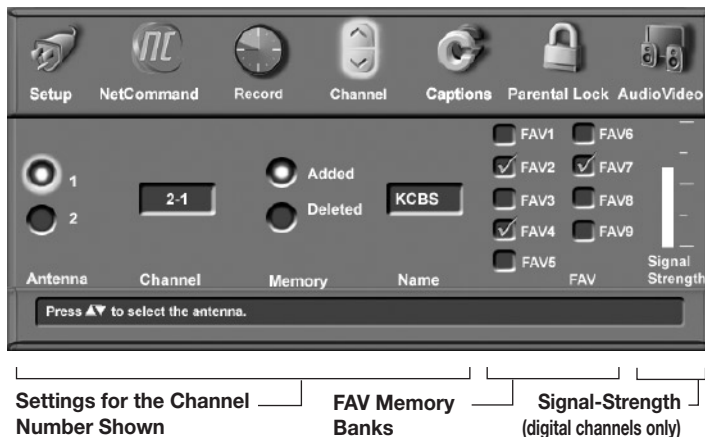 Setup NetCommand Record Channel Captions Parental Lock AudioVideo
1
2
2-1
Added
Deleted
KCBS
FAV1 FAV6
FAV2 FAV7
FAV3 FAV8
FAV4 FAV9
FAV5
Antenna Channel Memory Name FAV Signal Strength
Press ▲▼ to select the antenna.
Settings for the Channel
Number Shown
FAV Memory
Banks
Signal-Strength
(digital channels only)